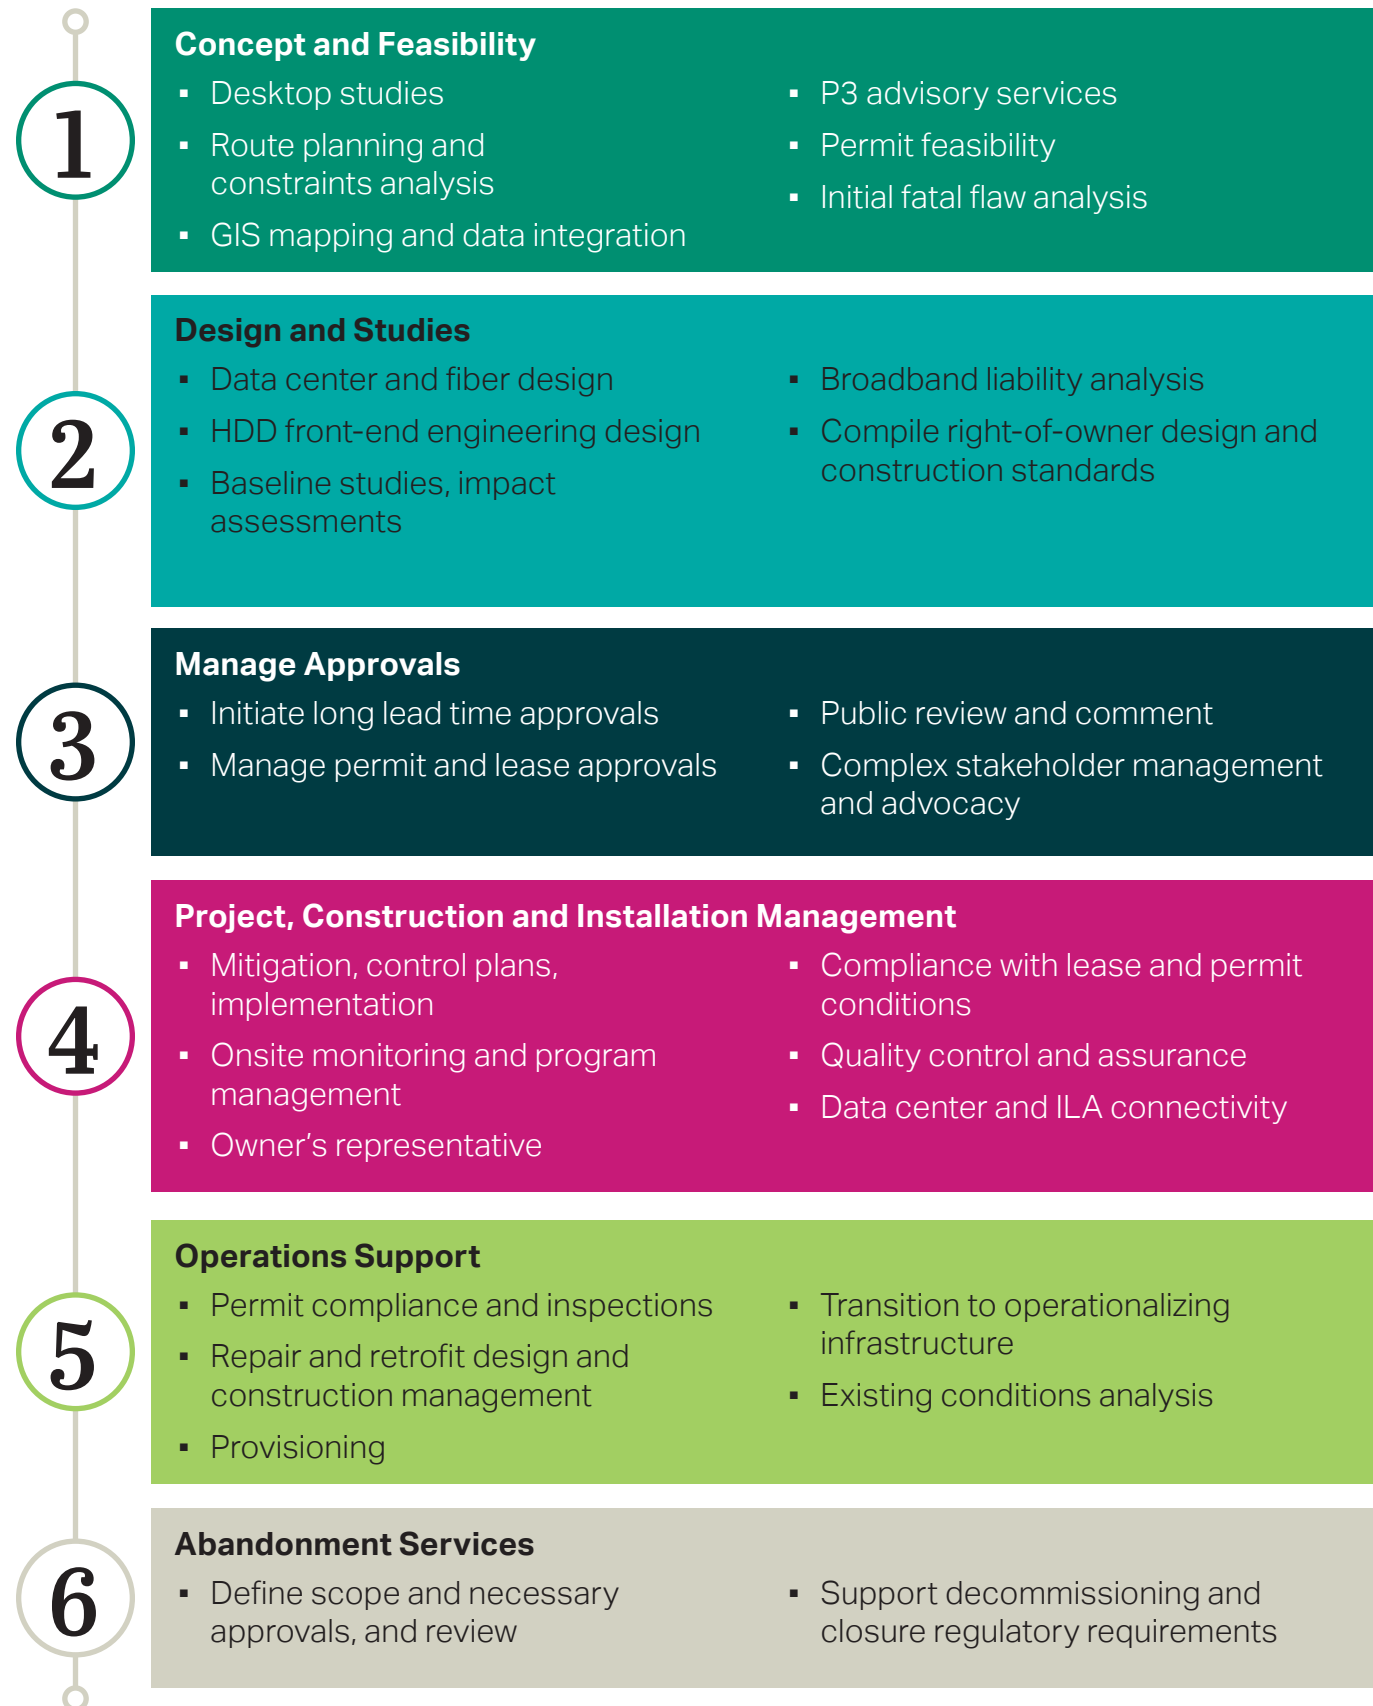 1
Concept and Feasibility
▪ Desktop studies
▪ Route planning and
constraints analysis
▪ GIS mapping and data integration
▪ P3 advisory services
▪ Permit feasibility
▪ Initial fatal flaw analysis
2
Design and Studies
▪ Data center and fiber design
▪ HDD front-end engineering design
▪ Baseline studies, impact
assessments
▪ Broadband liability analysis
▪ Compile right-of-owner design and
construction standards
3
Manage Approvals
▪ Initiate long lead time approvals
▪ Manage permit and lease approvals
▪ Public review and comment
▪ Complex stakeholder management
and advocacy
4
Project, Construction and Installation Management
▪ Mitigation, control plans,
implementation
▪ Onsite monitoring and program
management
▪ Owner’s representative
▪ Compliance with lease and permit
conditions
▪ Quality control and assurance
▪ Data center and ILA connectivity
5
Operations Support
▪ Permit compliance and inspections
▪ Repair and retrofit design and
construction management
▪ Provisioning
▪ Transition to operationalizing
infrastructure
▪ Existing conditions analysis
6
Abandonment Services
▪ Define scope and necessary
approvals, and review
▪ Support decommissioning and
closure regulatory requirements